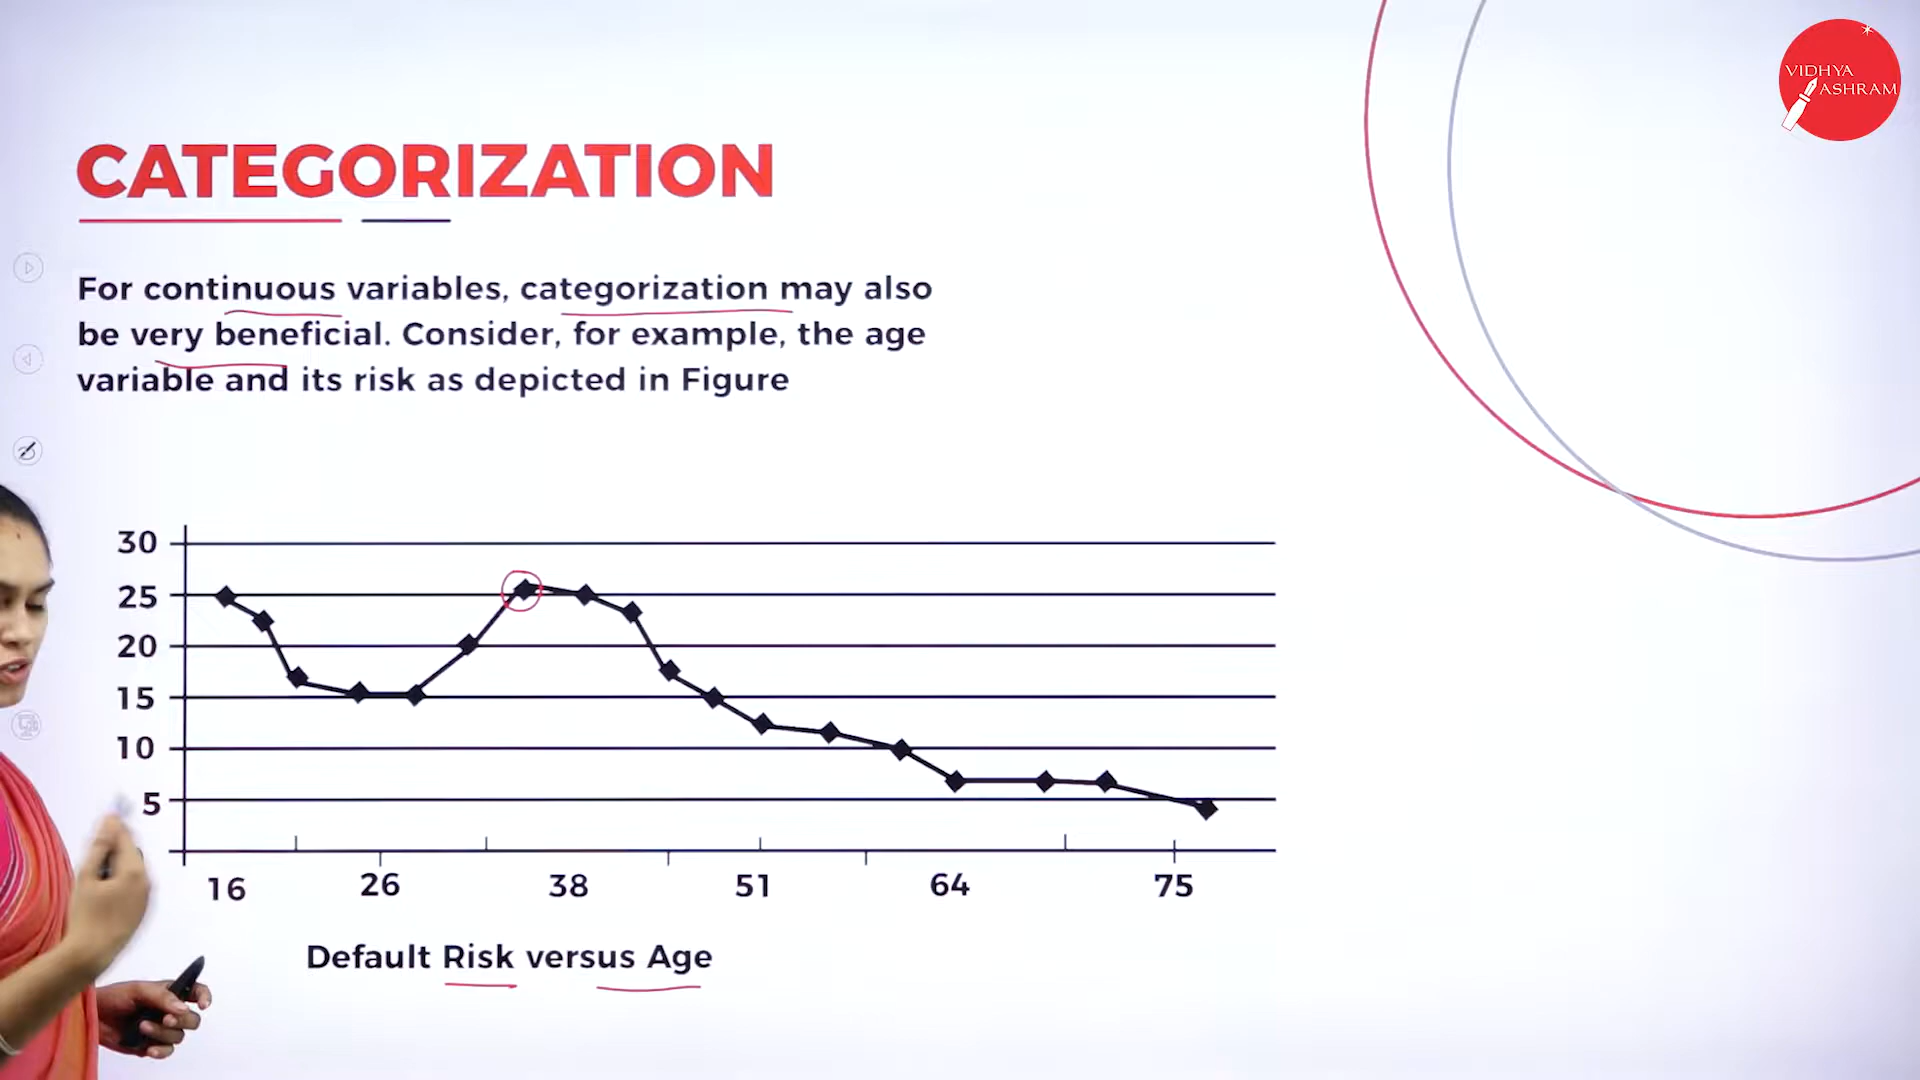 VIDHYA
ASHRAM
CATEGORIZATION
For continuous variables, categorization may also
be very beneficial. Consider, for example, the age
variable and its risk as depicted in Figure
30
25
20
15
10
5
16 26 38 51 64 75
Default Risk versus Age